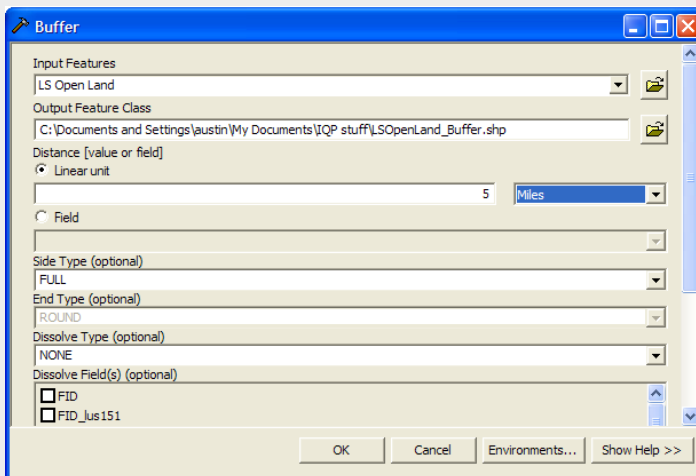 Buffer
Input Features
LS Open Land
Output Feature Class
C:\Documents and Settings\austin\My Documents\IQP stuff\LSOpenLand_Buffer.shp
Distance [value or field]
Linear unit
5 Miles
Field
Side Type (optional)
FULL
End Type (optional)
ROUND
Dissolve Type (optional)
NONE
Dissolve Field(s) (optional)
FID
FID_lus151
OK Cancel Environments... Show Help >>